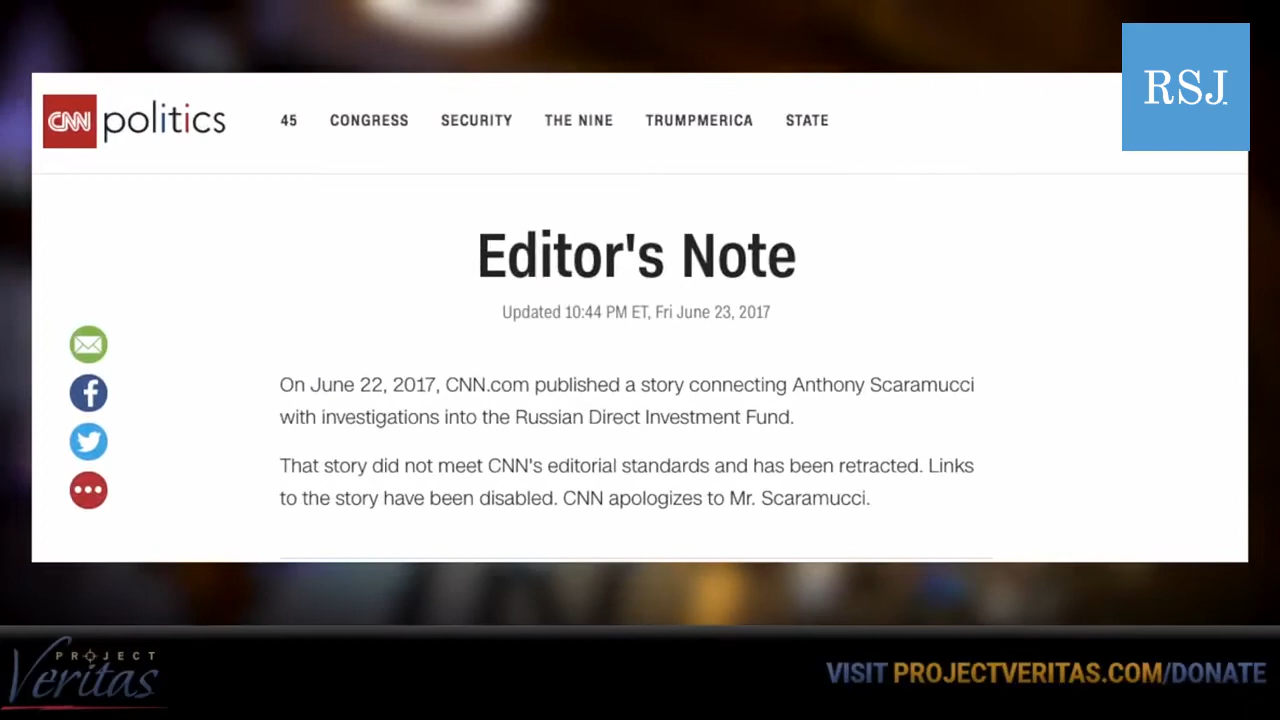 RSJ
CNN politics
45 CONGRESS SECURITY THE NINE TRUMPMERICA STATE
Editor's Note
Updated 10:44 PM ET, Fri June 23, 2017
On June 22, 2017, CNN.com published a story connecting Anthony Scaramucci
with investigations into the Russian Direct Investment Fund.
That story did not meet CNN's editorial standards and has been retracted. Links
to the story have been disabled. CNN apologizes to Mr. Scaramucci.
PROJECT
Veritas
VISIT PROJECTVERITAS.COM/DONATE